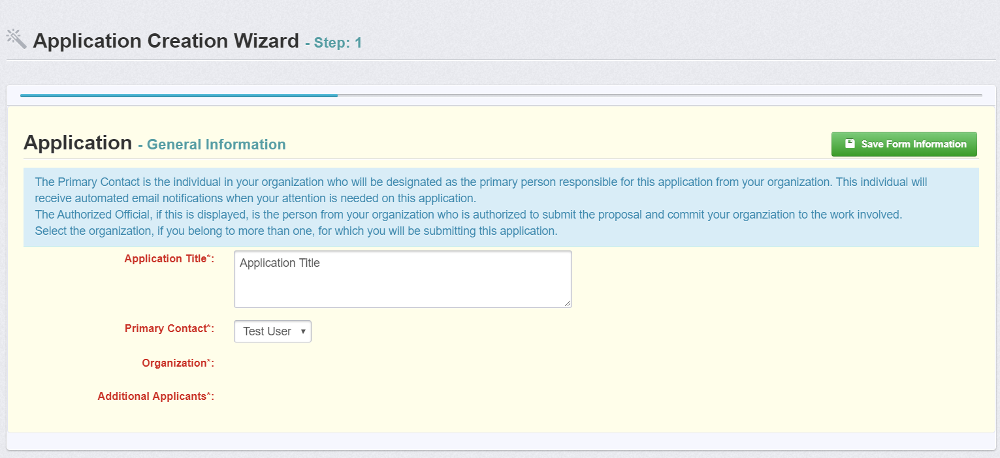 Application Creation Wizard - Step: 1
Application - General Information
Save Form Information
The Primary Contact is the individual in your organization who will be designated as the primary person responsible for this application from your organization. This individual will
receive automated email notifications when your attention is needed on this application.
The Authorized Official, if this is displayed, is the person from your organization who is authorized to submit the proposal and commit your organziation to the work involved.
Select the organization, if you belong to more than one, for which you will be submitting this application.
Application Title*: Application Title
Primary Contact*: Test User
Organization*:
Additional Applicants*: